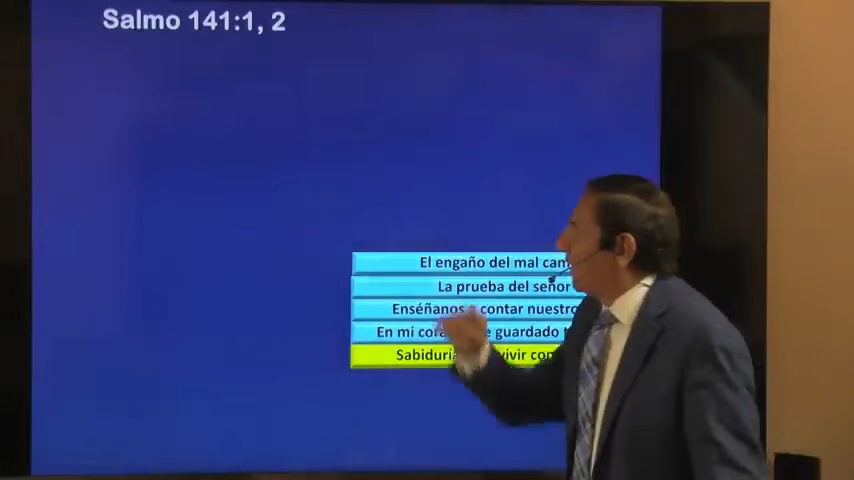 Salmo 141:1, 2
El engaño del mal cam
La prueba del señor
Enséñanos a contar nuestro
En mi cora e guardado t
Sabiduría vivir con